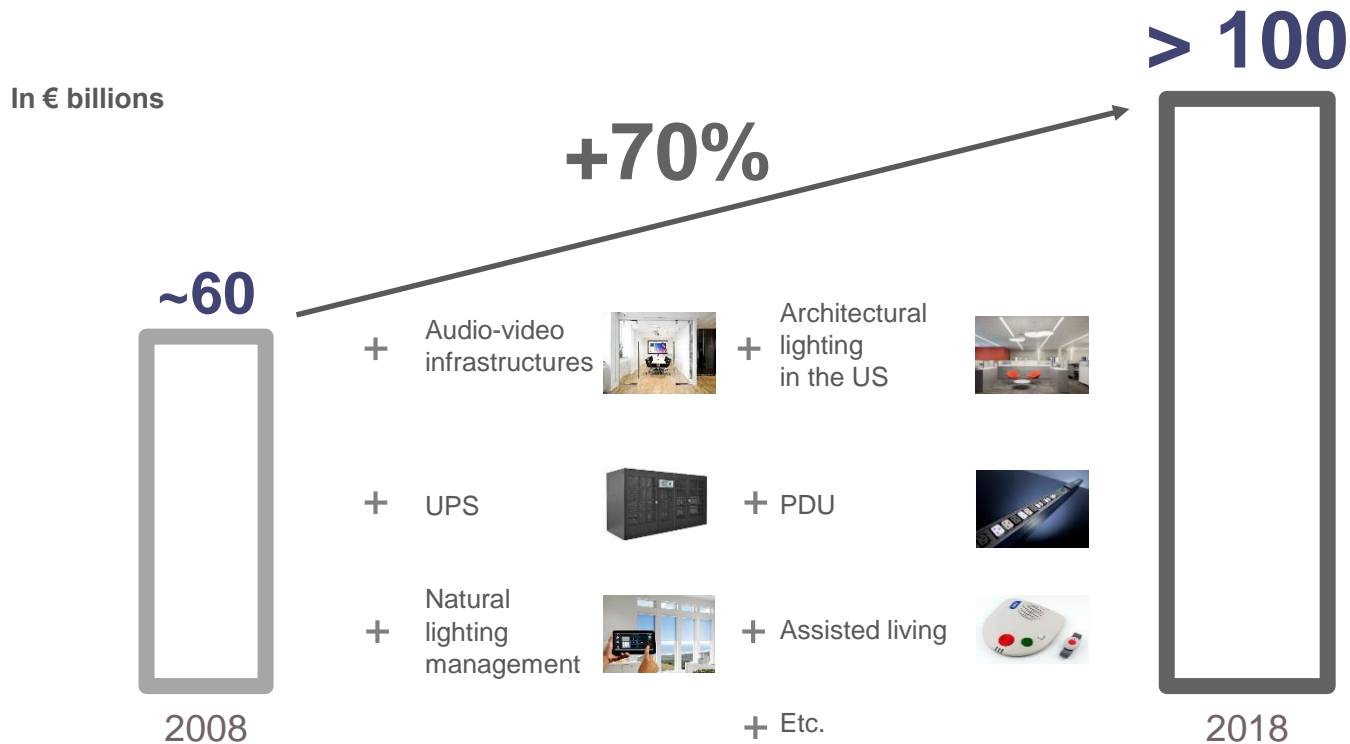 > 100
In € billions
+70%
~60
+ Audio-video
infrastructures
+ Architectural
lighting
in the US
+ UPS
+ PDU
+ Natural
lighting
management
+ Assisted living
+ Etc.
2008
2018